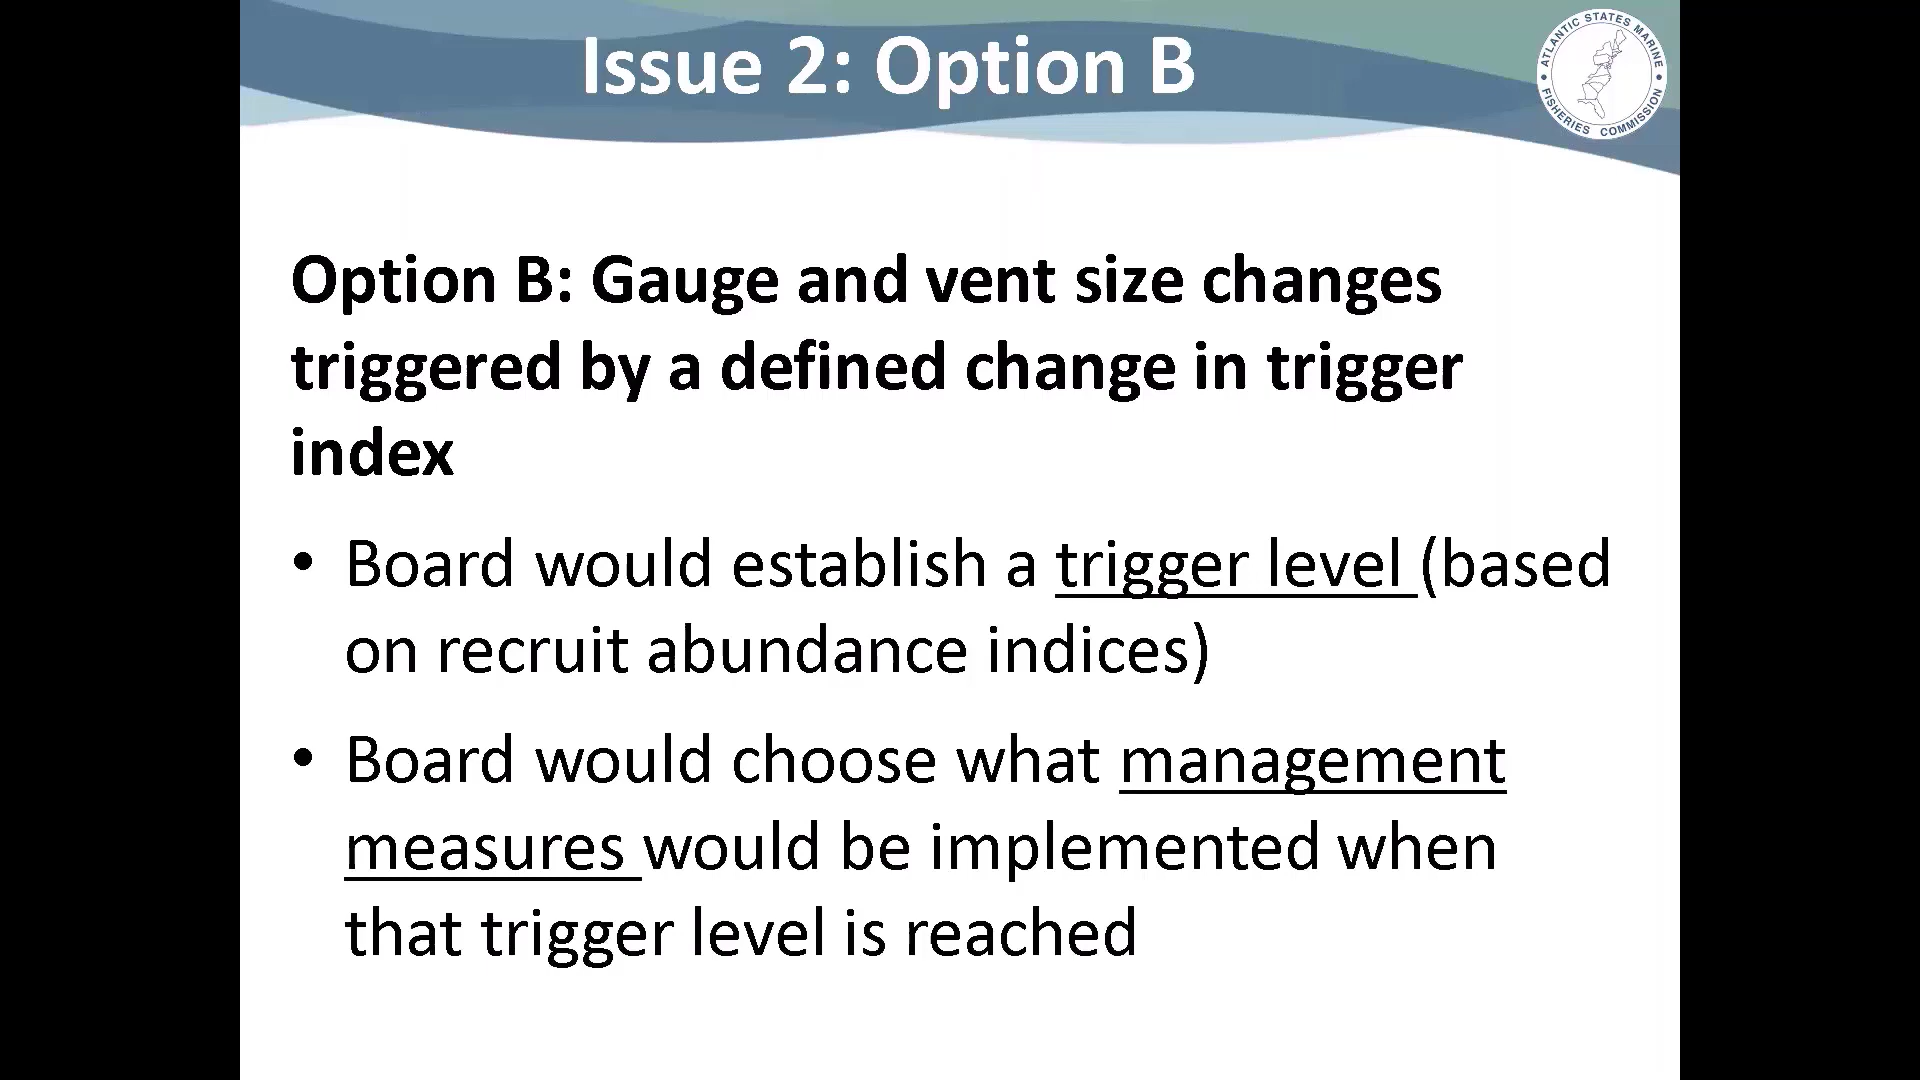 Issue 2: Option B
ATLANTIC STATES MARINE
FISHERIES COMMISSION
Option B: Gauge and vent size changes
triggered by a defined change in trigger
index
• Board would establish a trigger level (based
on recruit abundance indices)
• Board would choose what management
measures would be implemented when
that trigger level is reached